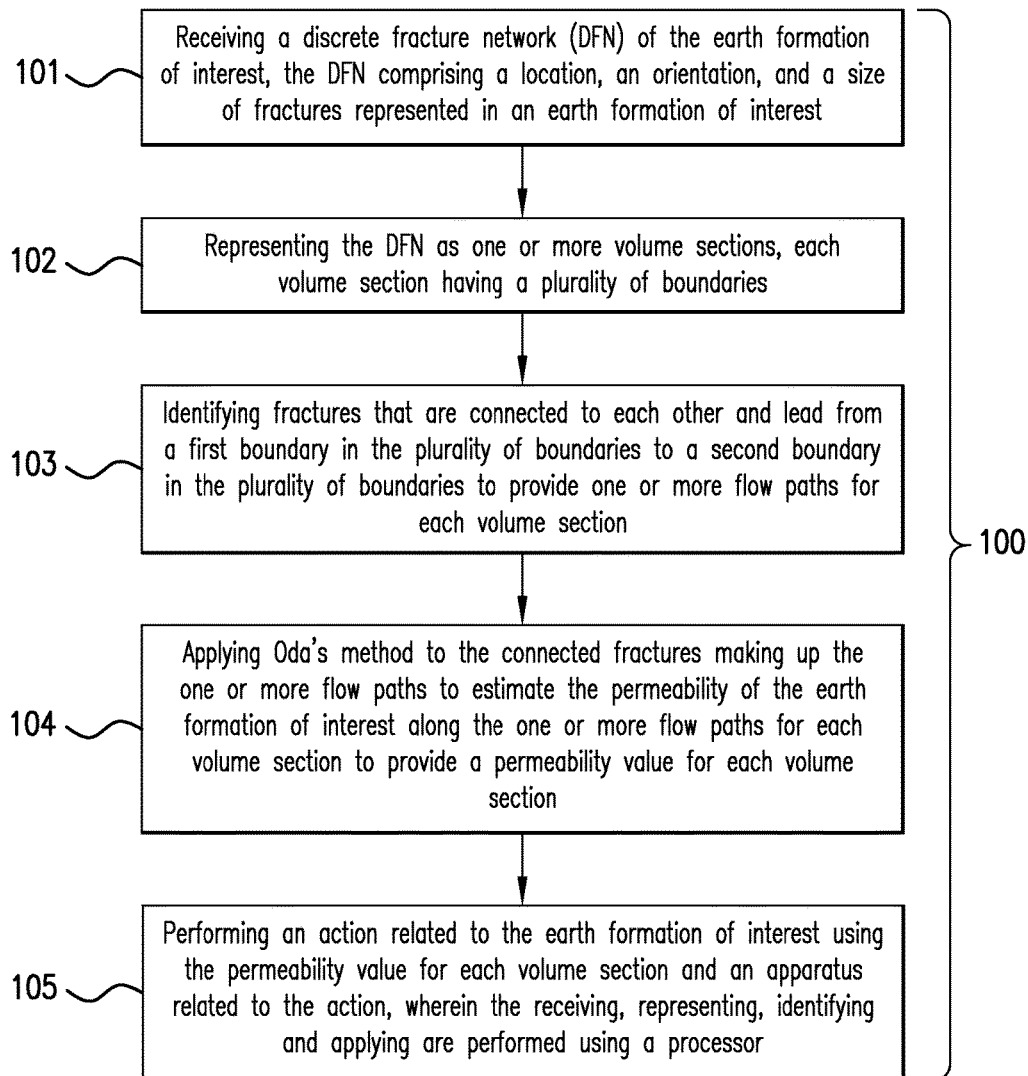 101
Receiving a discrete fracture network (DFN) of the earth formation
of interest, the DFN comprising a location, an orientation, and a size
of fractures represented in an earth formation of interest
102
Representing the DFN as one or more volume sections, each
volume section having a plurality of boundaries
103
Identifying fractures that are connected to each other and lead from
a first boundary in the plurality of boundaries to a second boundary
in the plurality of boundaries to provide one or more flow paths for
each volume section
100
104
Applying Oda's method to the connected fractures making up the
one or more flow paths to estimate the permeability of the earth
formation of interest along the one or more flow paths for each
volume section to provide a permeability value for each volume
section
105
Performing an action related to the earth formation of interest using
the permeability value for each volume section and an apparatus
related to the action, wherein the receiving, representing, identifying
and applying are performed using a processor